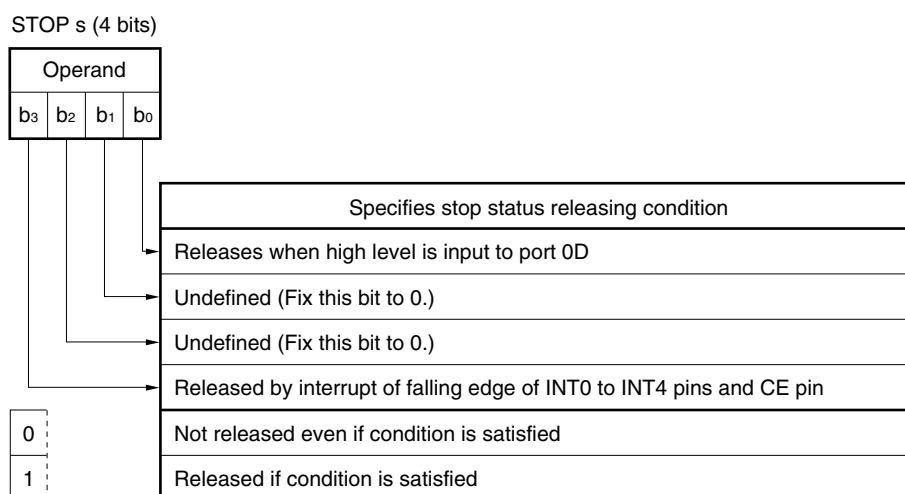 STOP s (4 bits)
Operand
b3 b2 b1 b0
Specifies stop status releasing condition
Releases when high level is input to port 0D
Undefined (Fix this bit to 0.)
Undefined (Fix this bit to 0.)
Released by interrupt of falling edge of INT0 to INT4 pins and CE pin
0 Not released even if condition is satisfied
1 Released if condition is satisfied